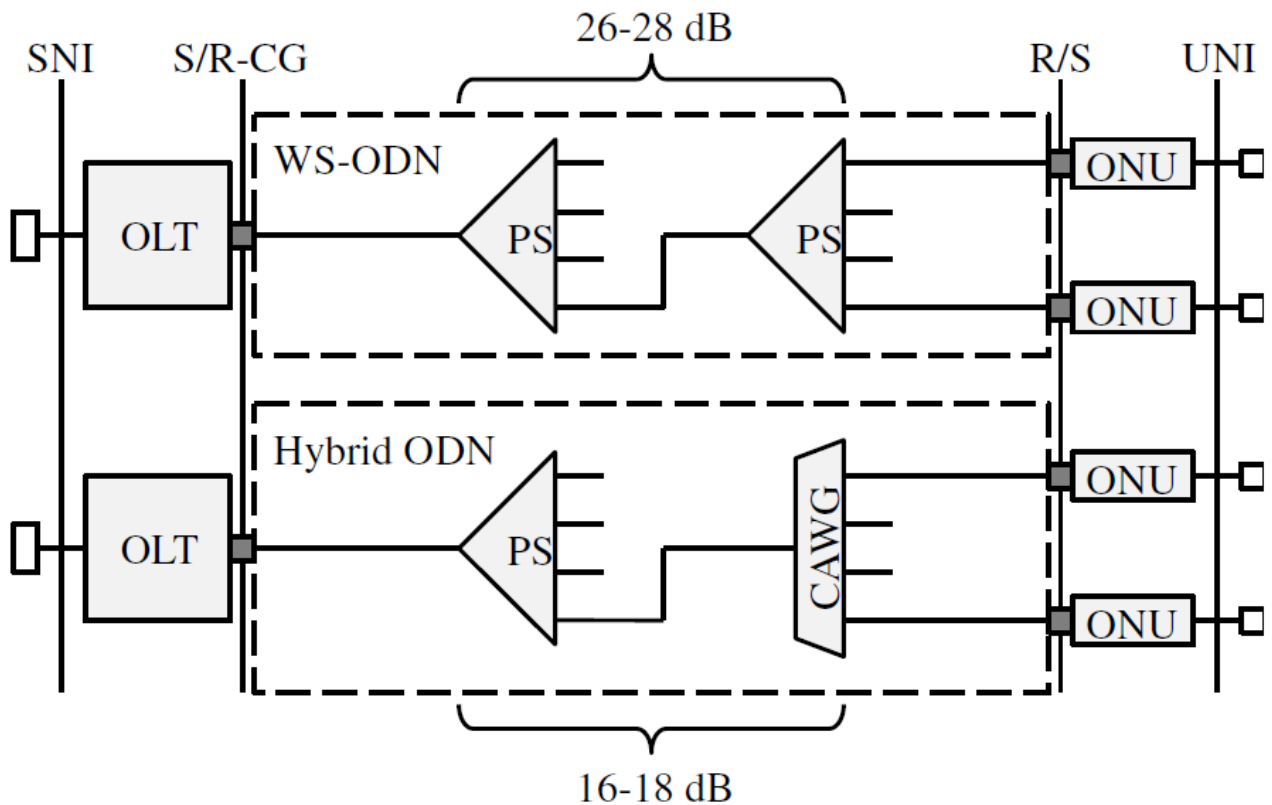 26-28 dB
SNI
S/R-CG
R/S
UNI
WS-ODN
OLT
PS
PS
ONU
ONU
Hybrid ODN
OLT
PS
CAWG
ONU
ONU
16-18 dB